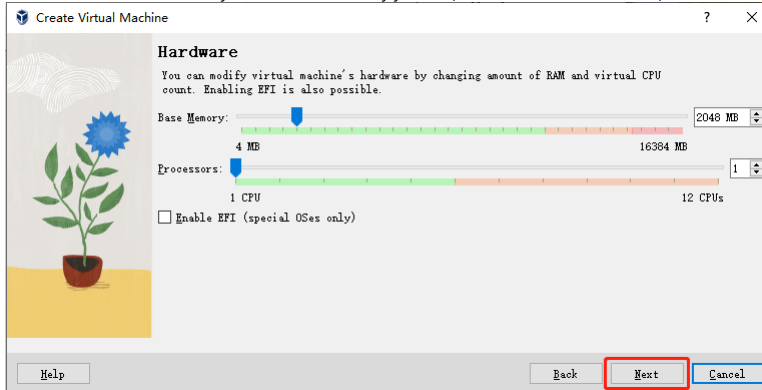 Create Virtual Machine
Hardware
You can modify virtual machine's hardware by changing amount of RAM and virtual CPU
count. Enabling EFI is also possible.
Base Memory: 2048 MB
4 MB 16384 MB
Processors: 1
1 CPU 12 CPUs
Enable EFI (special OSes only)
Help Back Next Cancel